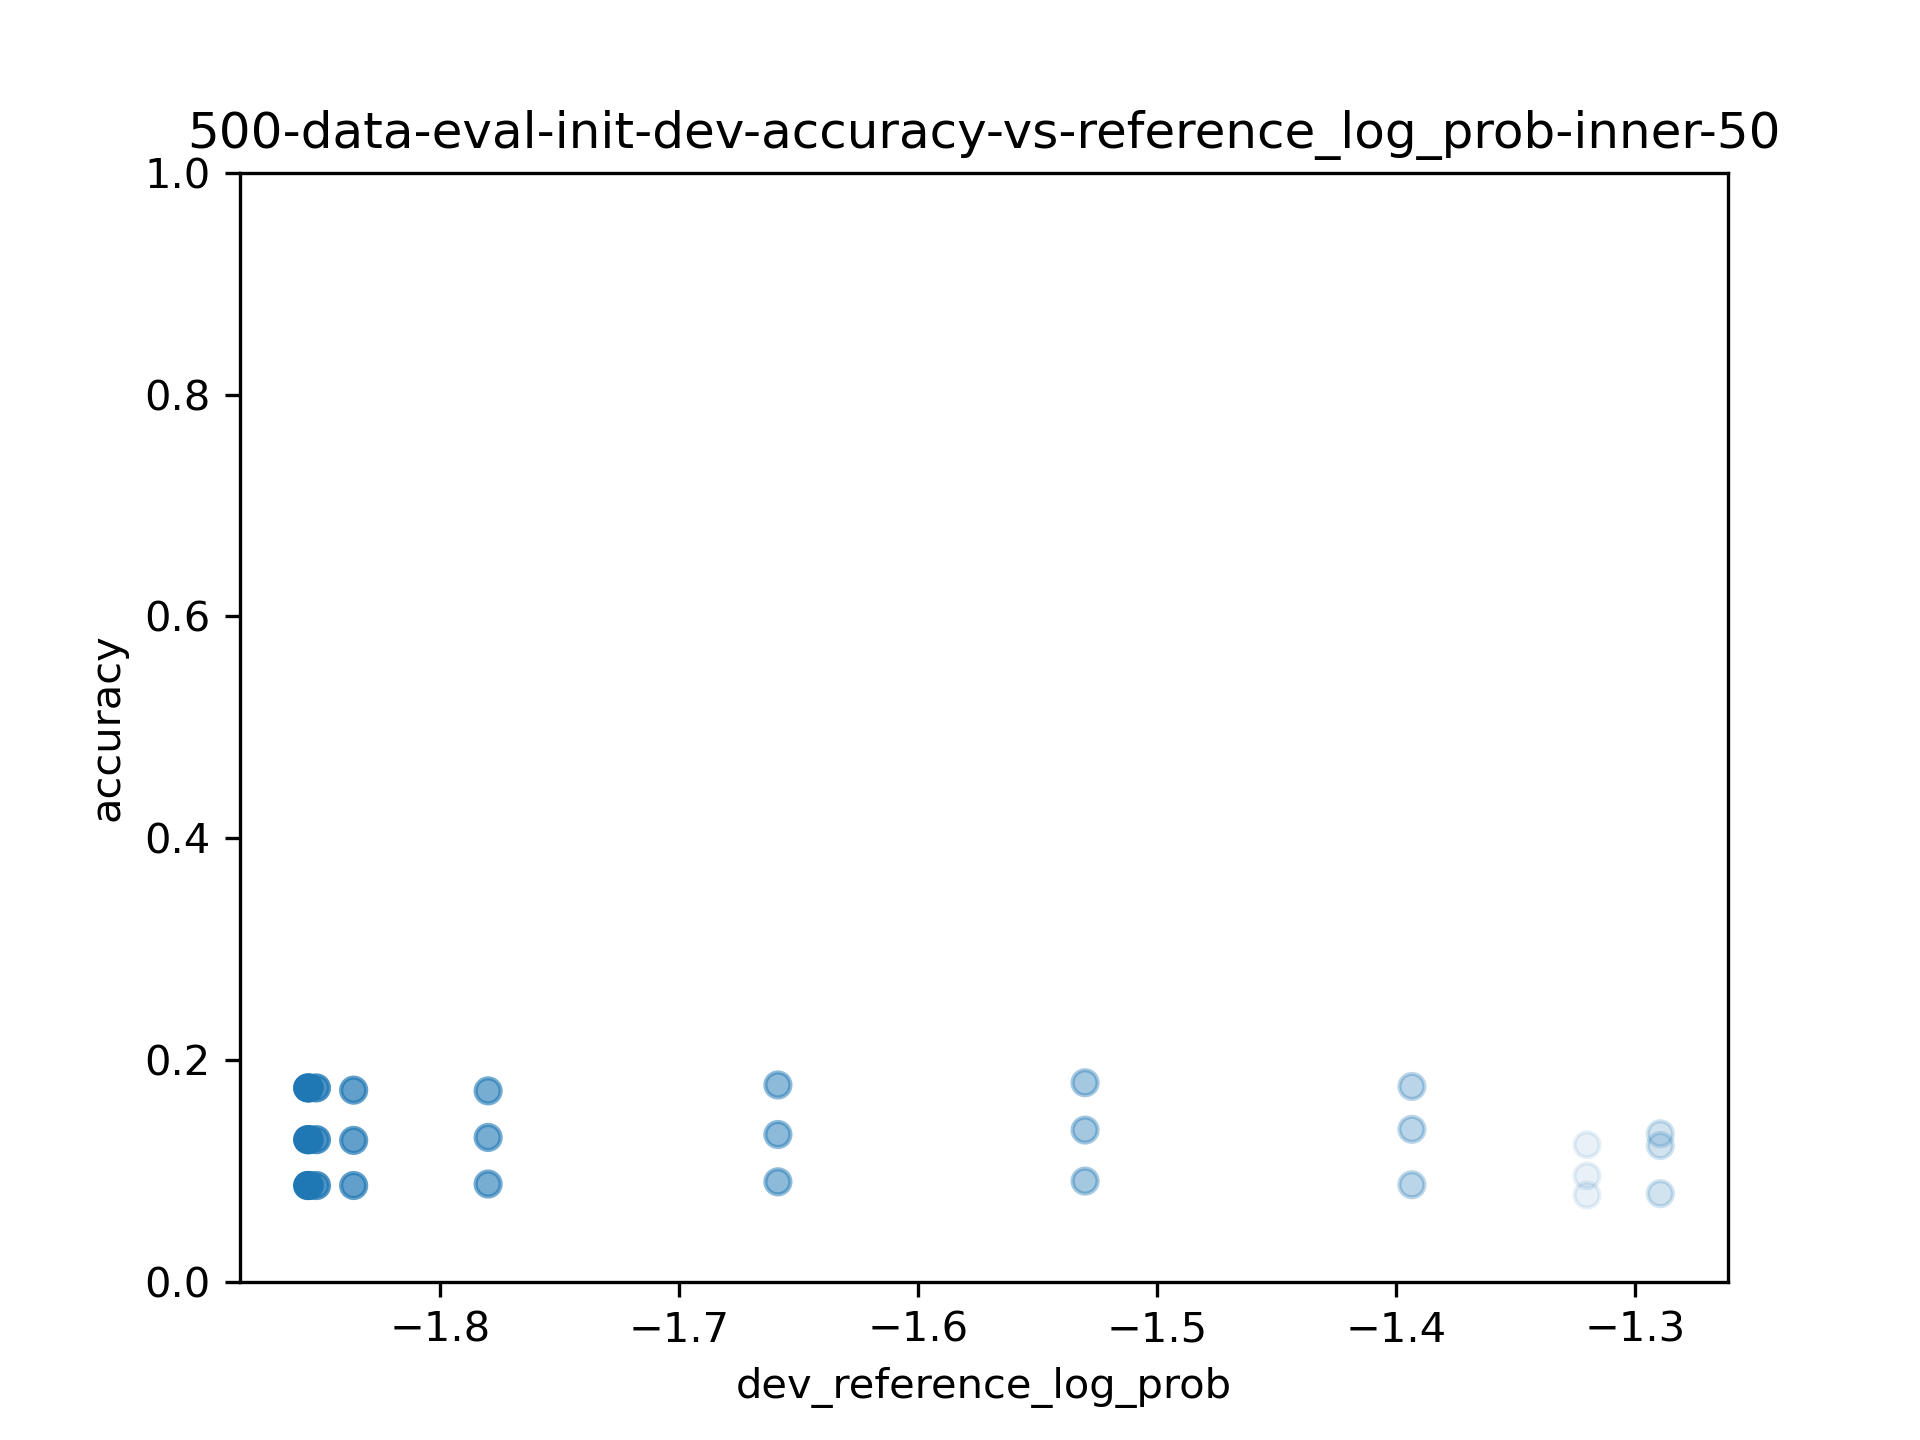 500-data-eval-init-dev-accuracy-vs-reference_log_prob-inner-50
1.0
0.8
0.6
0.4
0.2
0.0
accuracy
−1.8 −1.7 −1.6 −1.5 −1.4 −1.3
dev_reference_log_prob